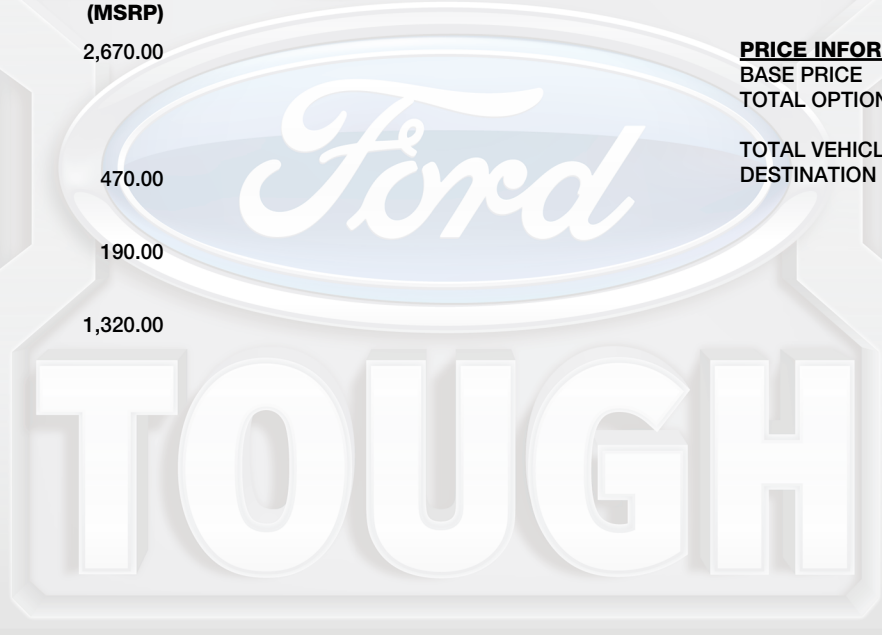 (MSRP)
2,670.00
470.00
190.00
1,320.00
PRICE INFOR
BASE PRICE
TOTAL OPTION
TOTAL VEHICL
DESTINATION
Ford
TOUGH